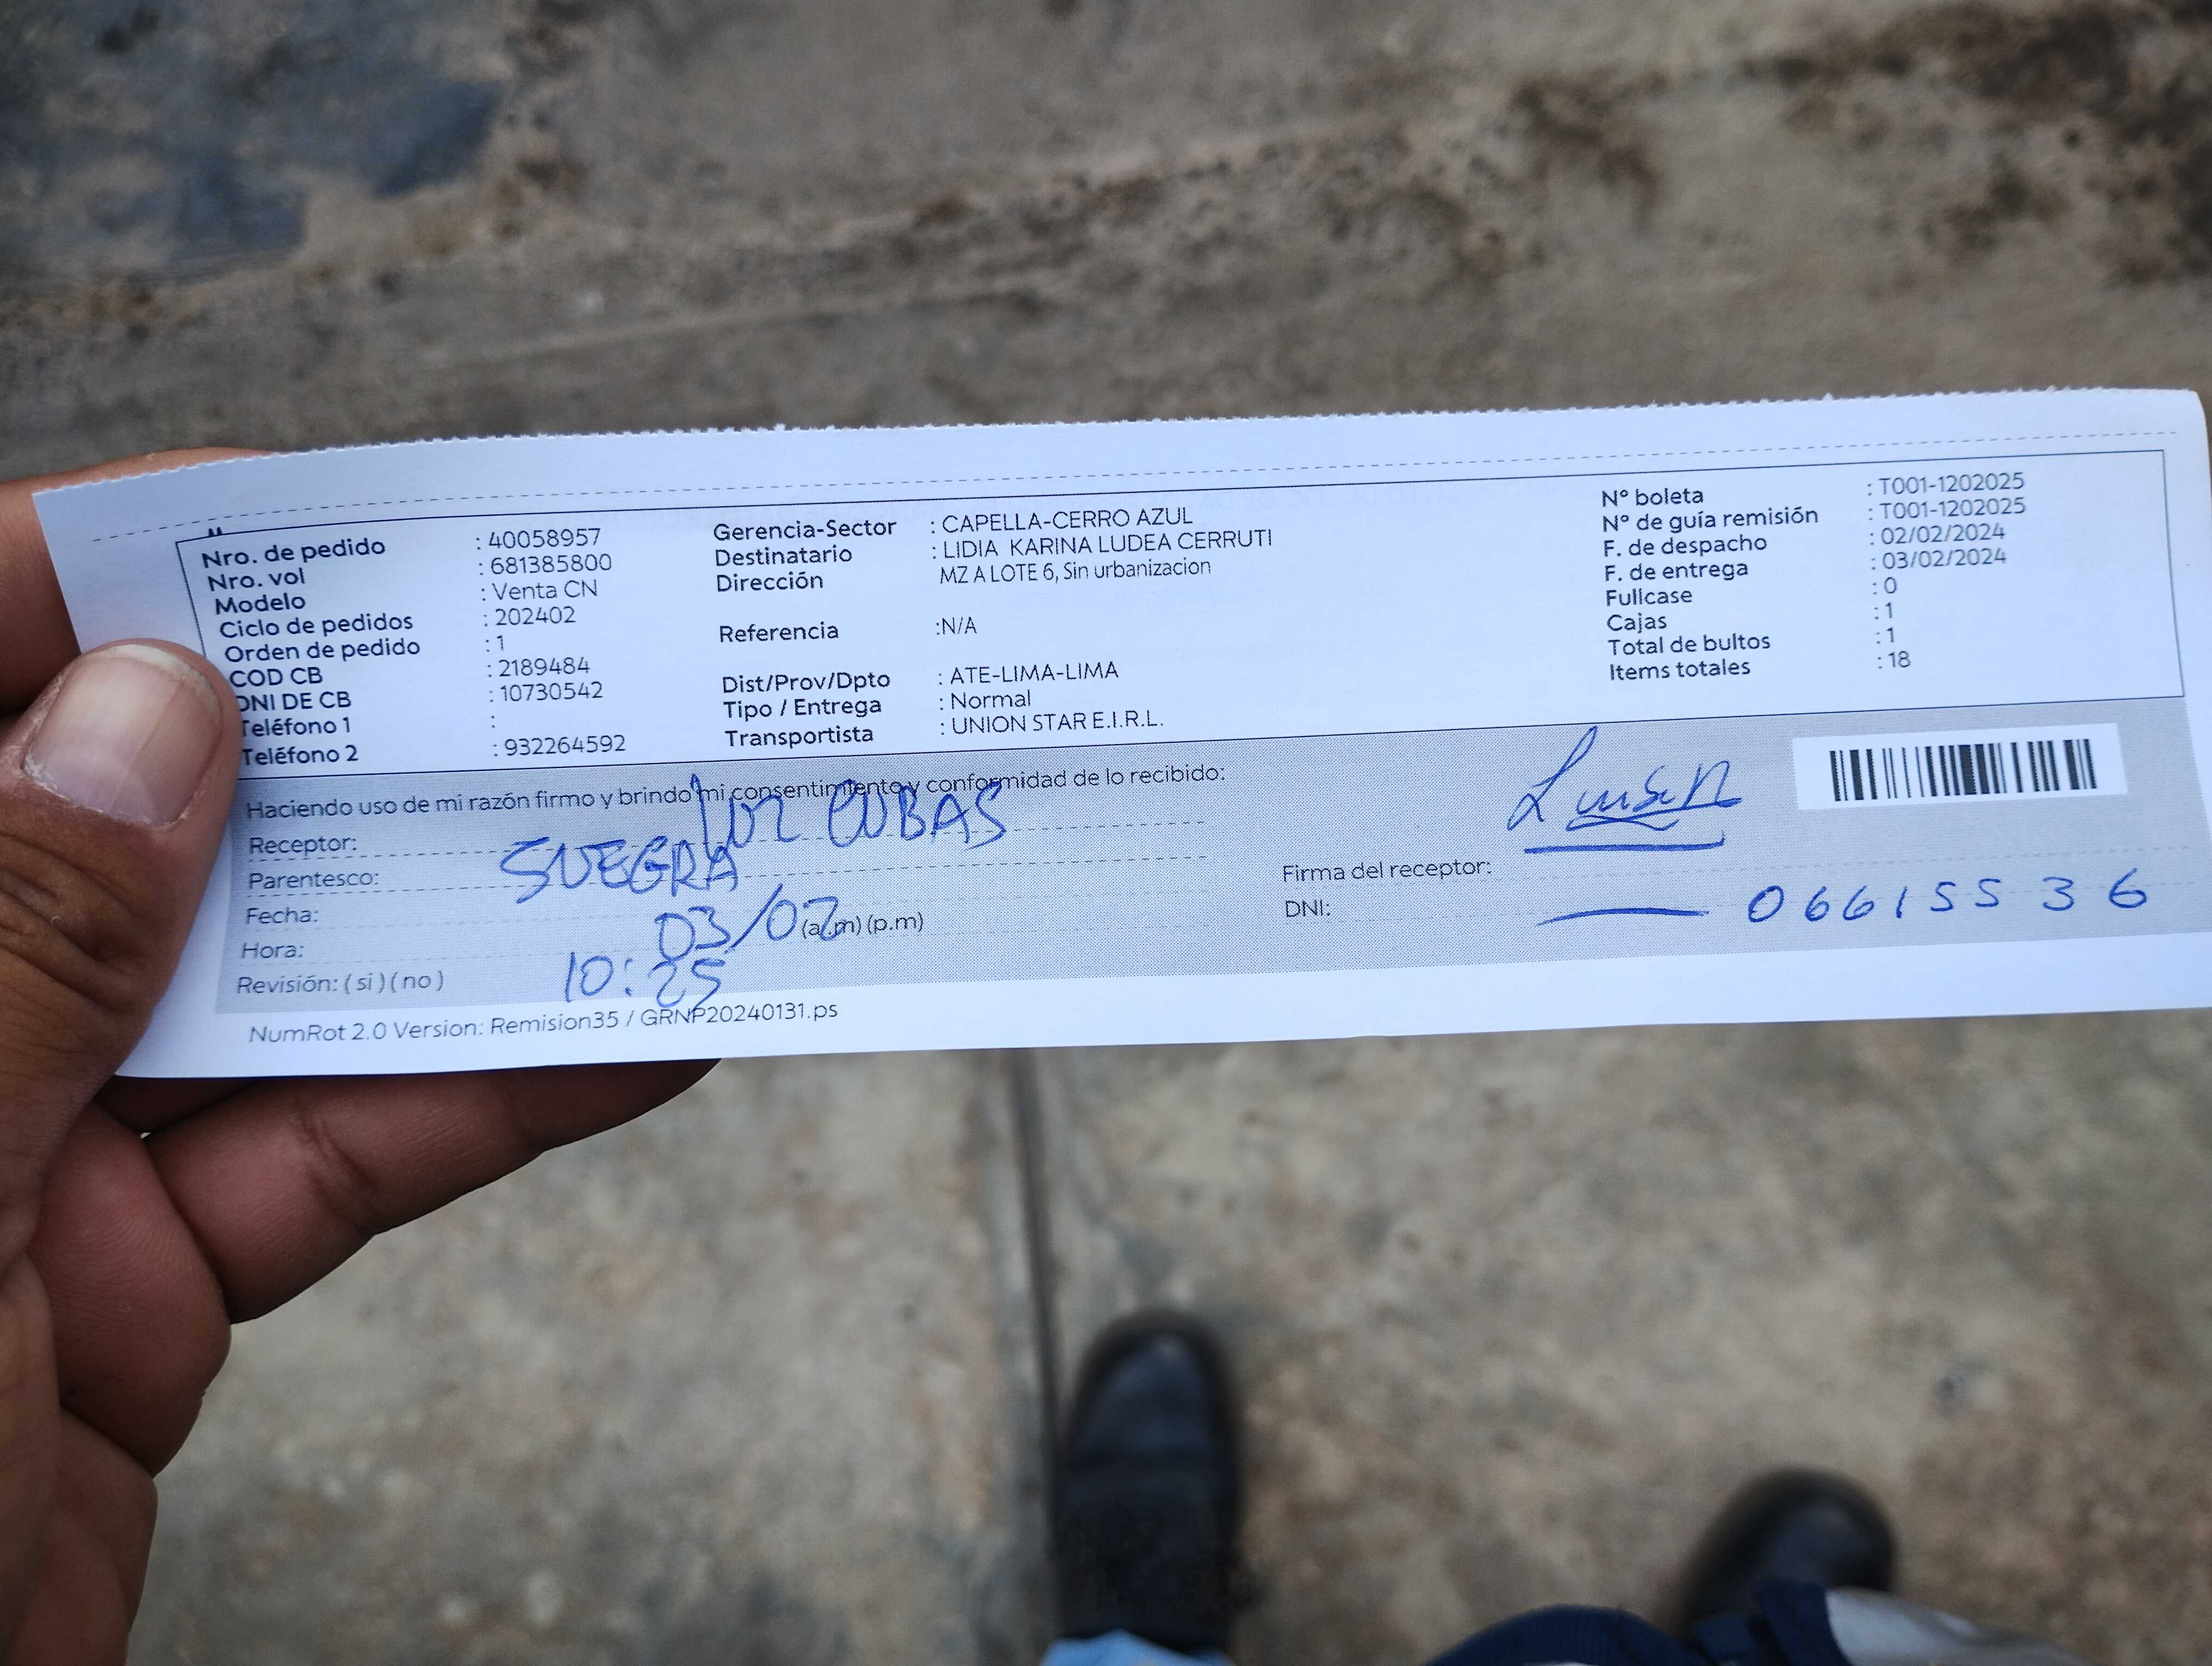 Nro. de pedido : 40058957
Nro. vol : 681385800
Modelo : Venta CN
Ciclo de pedidos : 202402
Orden de pedido : 1
COD CB : 2189484
DNI DE CB : 10730542
Teléfono 1 :
Teléfono 2 : 932264592
Gerencia-Sector : CAPELLA-CERRO AZUL
Destinatario : LIDIA KARINA LUDEA CERRUTI
Dirección MZ A LOTE 6, Sin urbanizacion
Referencia :N/A
Dist/Prov/Dpto : ATE-LIMA-LIMA
Tipo / Entrega : Normal
Transportista : UNION STAR E.I.R.L.
N° boleta : T001-1202025
N° de guía remisión : T001-1202025
F. de despacho : 02/02/2024
F. de entrega : 03/02/2024
Fullcase : 0
Cajas : 1
Total de bultos : 1
Items totales : 18
Haciendo uso de mi razón firmo y brindo mi consentimiento y conformidad de lo recibido:
Receptor: CUBAS
Parentesco: SUEGRA
Fecha: 03/02
Hora: 10:25 (a.m) (p.m)
Revisión: ( si ) ( no )
Firma del receptor:
DNI: 06615536
NumRot 2.0 Version: Remision35 / GRNP20240131.ps